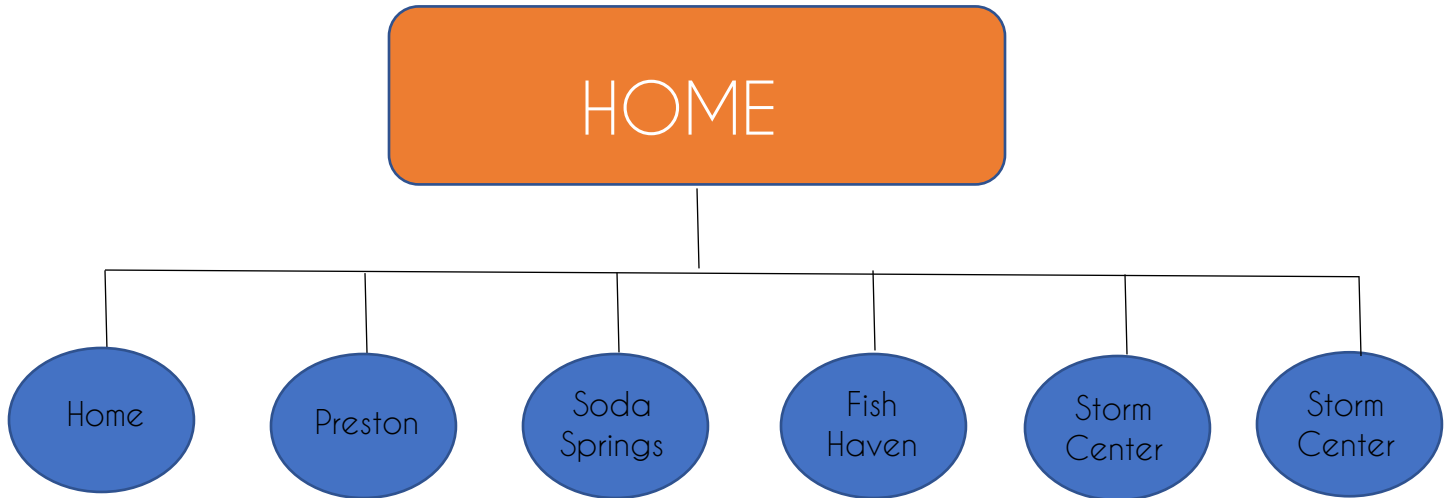 HOME
Home
Preston
Soda
Springs
Fish
Haven
Storm
Center
Storm
Center